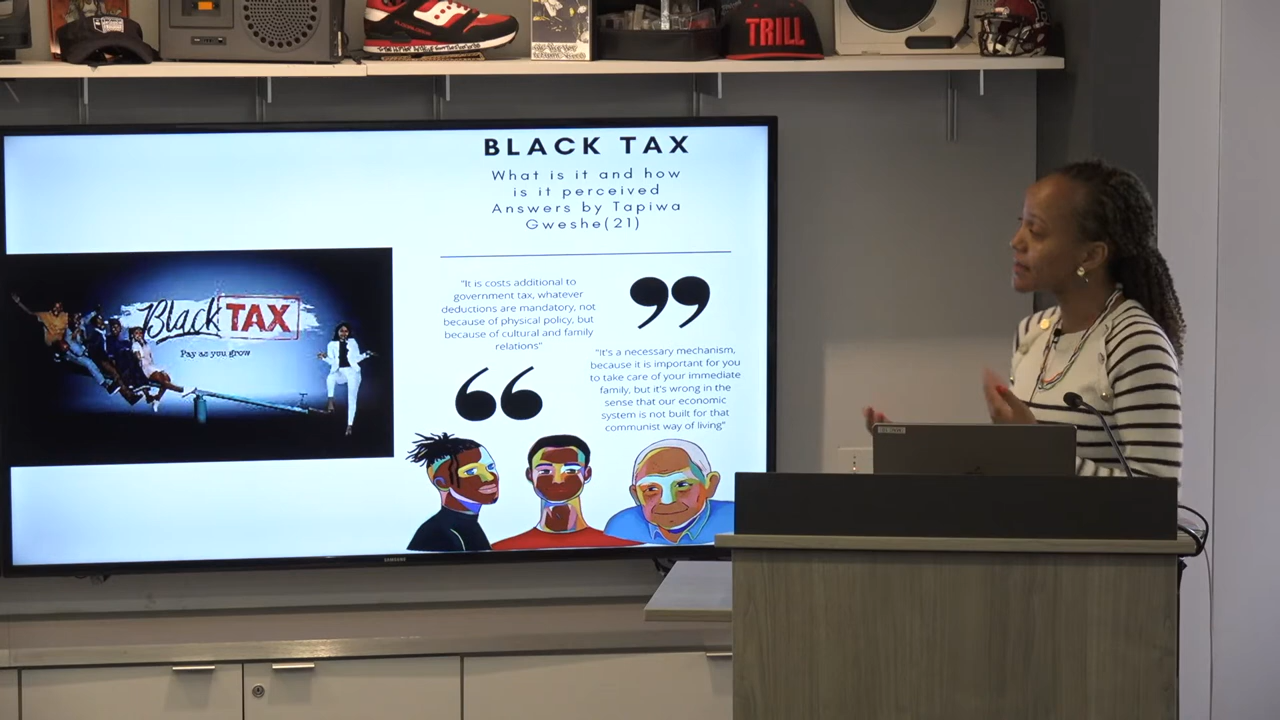 TRILL
BLACK TAX
What is it and how
is it perceived
Answers by Tapiwa
Gweshe(21)
"It is costs additional to
government tax, whatever
deductions are mandatory, not
because of physical policy, but
because of cultural and family
relations"
"It's a necessary mechanism,
because it is important for you
to take care of your immediate
family, but it's wrong in the
sense that our economic
system is not built for that
communist way of living"
Black TAX
Pay as you grow
SAMSUNG